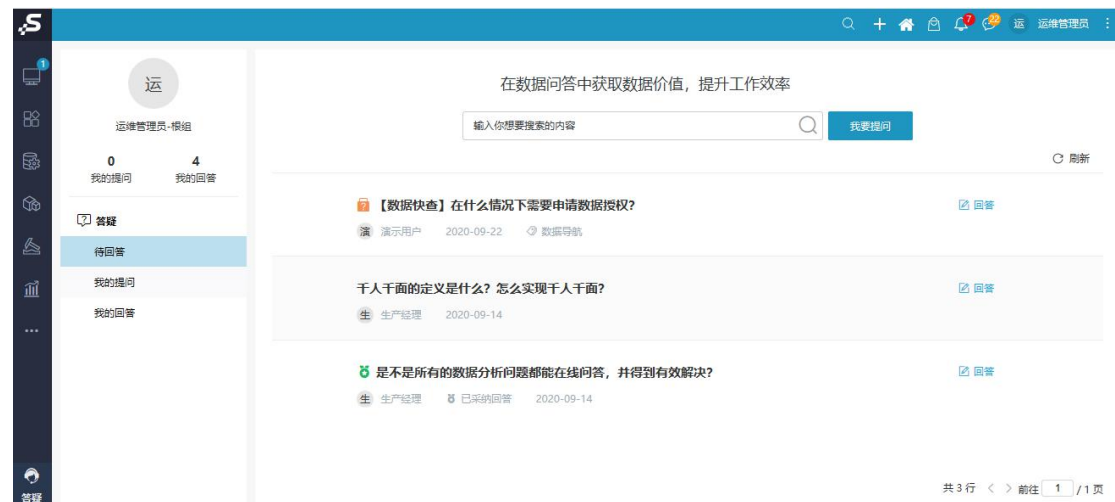 S
7
22
运
运维管理员
1
运
运维管理员-根组
0
4
我的提问
我的回答
答疑
待回答
我的提问
我的回答
答疑
在数据问答中获取数据价值，提升工作效率
输入你想要搜索的内容
我要提问
刷新
【数据快查】在什么情况下需要申请数据授权？
回答
演 演示用户 2020-09-22 数据导航
千人千面的定义是什么？怎么实现千人千面？
回答
生 生产经理 2020-09-14
是不是所有的数据分析问题都能在线问答，并得到有效解决？
回答
生 生产经理 已采纳回答 2020-09-14
共3行 前往 1 /1页